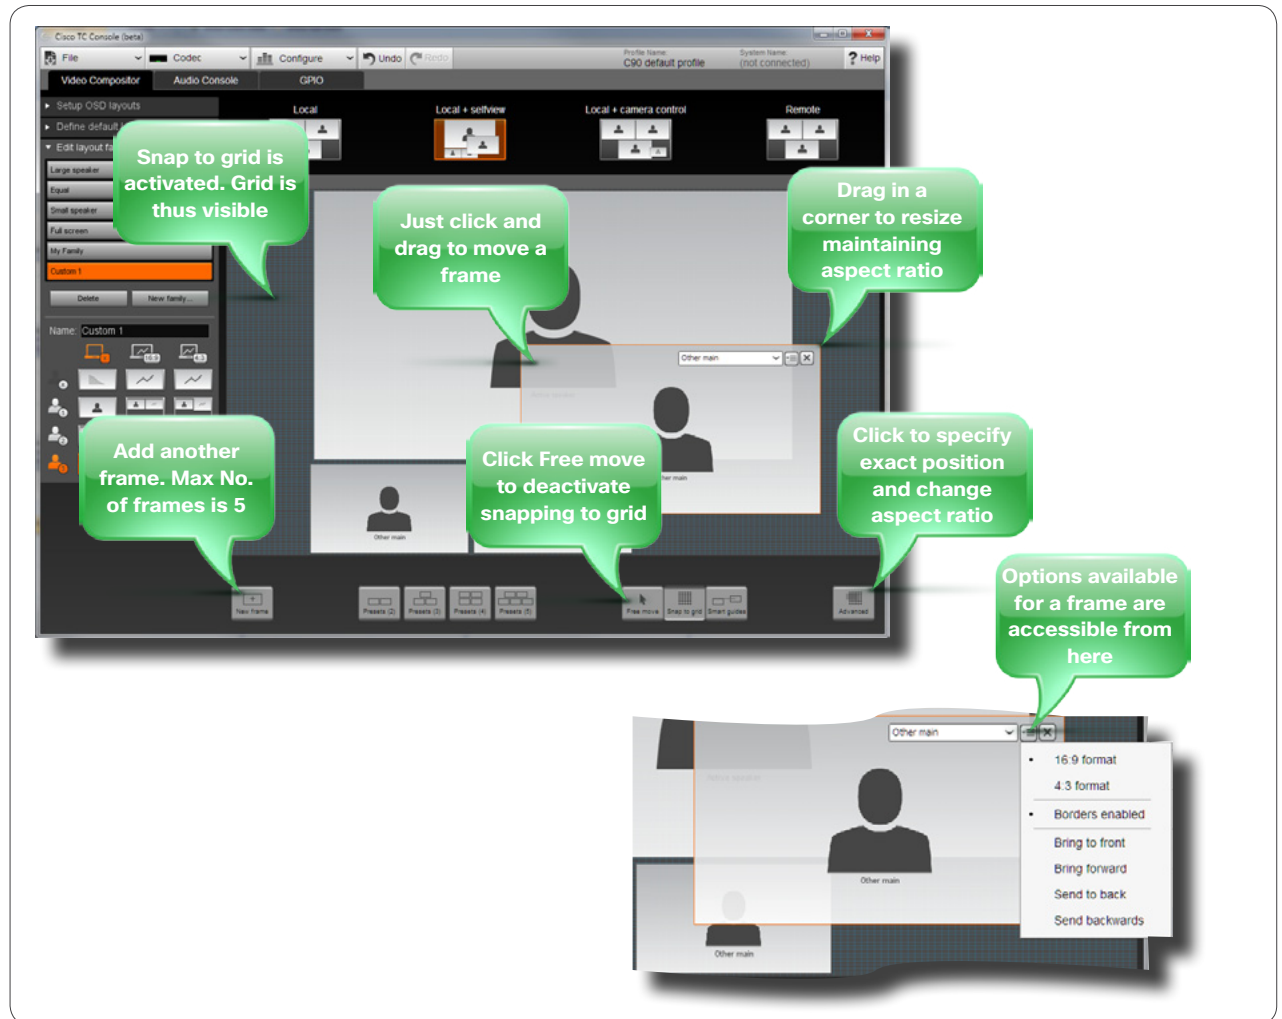 Cisco TC Console (beta)
File
Codec
Configure
Undo
Redo
Profile Name:
C90 default profile
System Name:
(not connected)
? Help
Video Compositor
Audio Console
GPIO
Setup OSD layouts
Define default
Edit layout fa
Large speaker
Equal
Small speaker
Full screen
My Family
Custom 1
Delete
New family...
Name: Custom 1
Local
Local + selfview
Local + camera control
Remote
Snap to grid is
activated. Grid is
thus visible
Just click and
drag to move a
frame
Drag in a
corner to resize
maintaining
aspect ratio
Other main
Add another
frame. Max No.
of frames is 5
Click Free move
to deactivate
snapping to grid
Click to specify
exact position
and change
aspect ratio
Other main
er main
New frame
Presets (2)
Presets (3)
Presets (4)
Presets (5)
Free move
Snap to grid
Smart guides
Advanced
Options available
for a frame are
accessible from
here
Other main
16:9 format
4:3 format
Borders enabled
Bring to front
Bring forward
Send to back
Send backwards
Other main
Other main